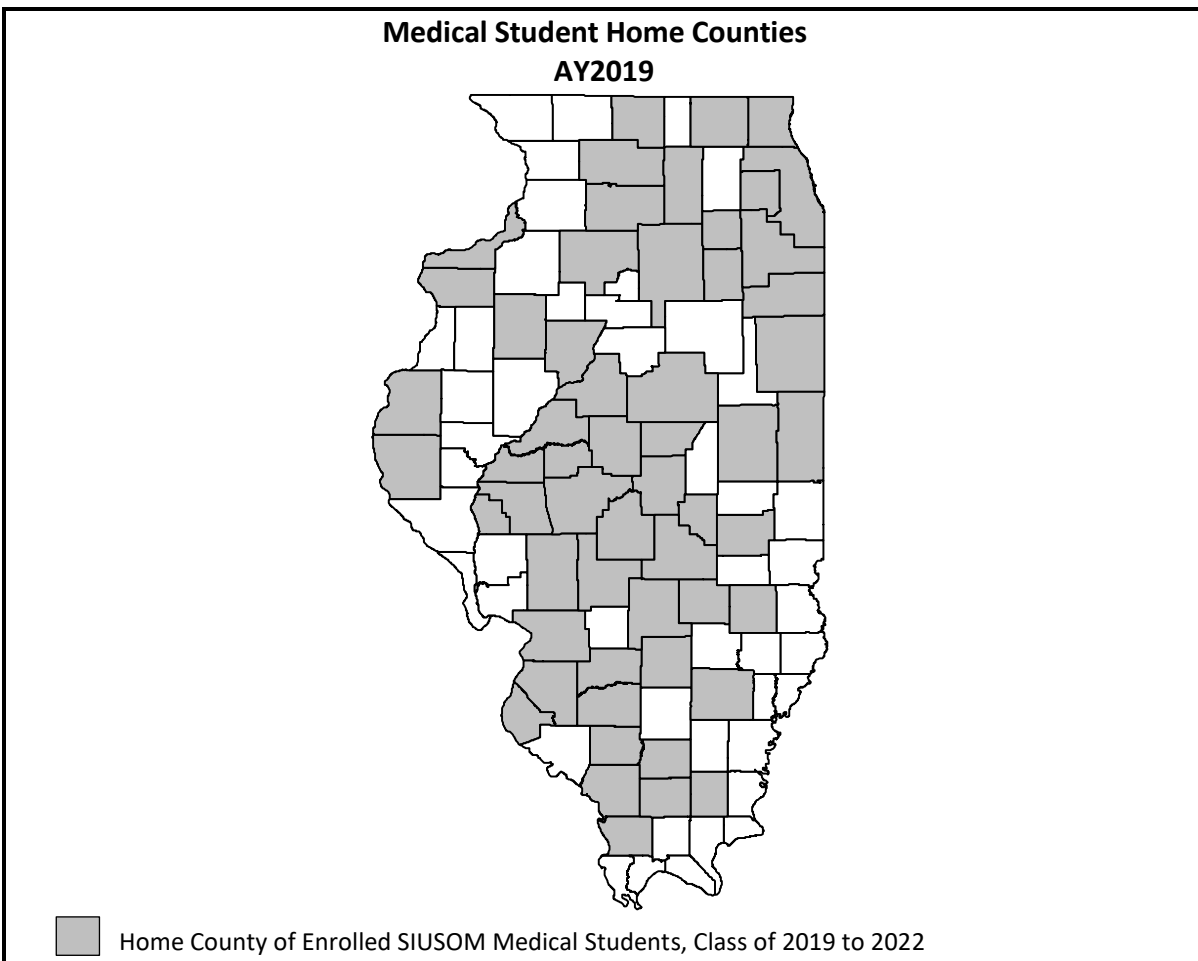 Medical Student Home Counties
AY2019
Home County of Enrolled SIUSOM Medical Students, Class of 2019 to 2022